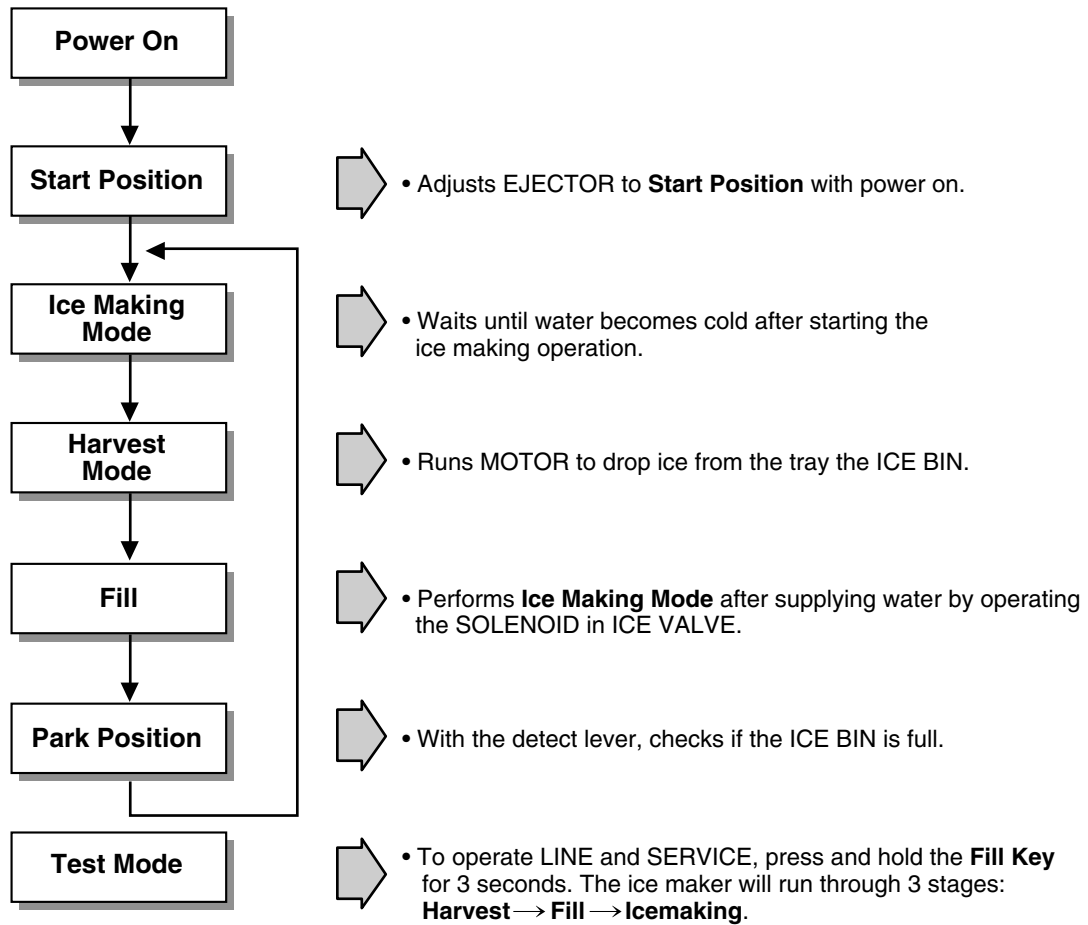 Power On
Start Position
• Adjusts EJECTOR to Start Position with power on.
Ice Making
Mode
• Waits until water becomes cold after starting the
ice making operation.
Harvest
Mode
• Runs MOTOR to drop ice from the tray the ICE BIN.
Fill
• Performs Ice Making Mode after supplying water by operating
the SOLENOID in ICE VALVE.
Park Position
• With the detect lever, checks if the ICE BIN is full.
Test Mode
• To operate LINE and SERVICE, press and hold the Fill Key
for 3 seconds. The ice maker will run through 3 stages:
Harvest → Fill → Icemaking.